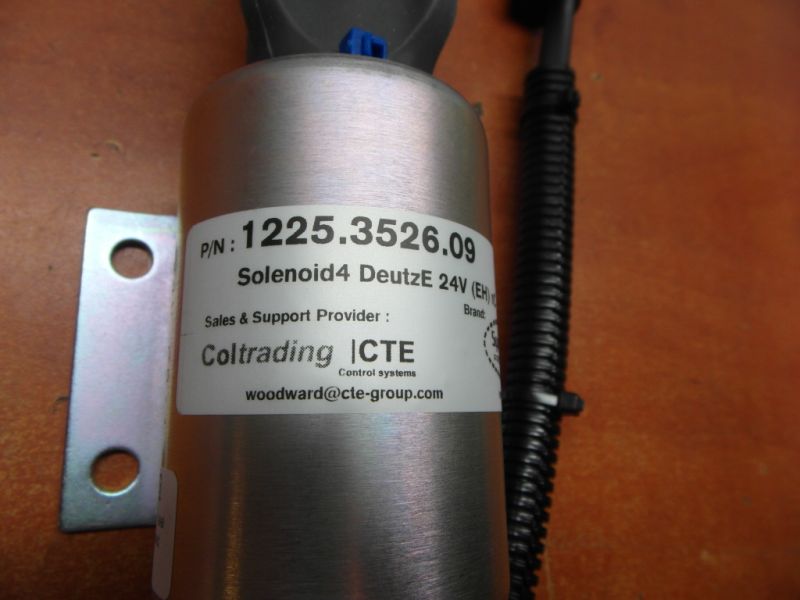 P/N : 1225.3526.09
Solenoid4 DeutzE 24V (EH)
Sales & Support Provider :
Brand:
Coltrading |CTE
Control systems
woodward@cte-group.com